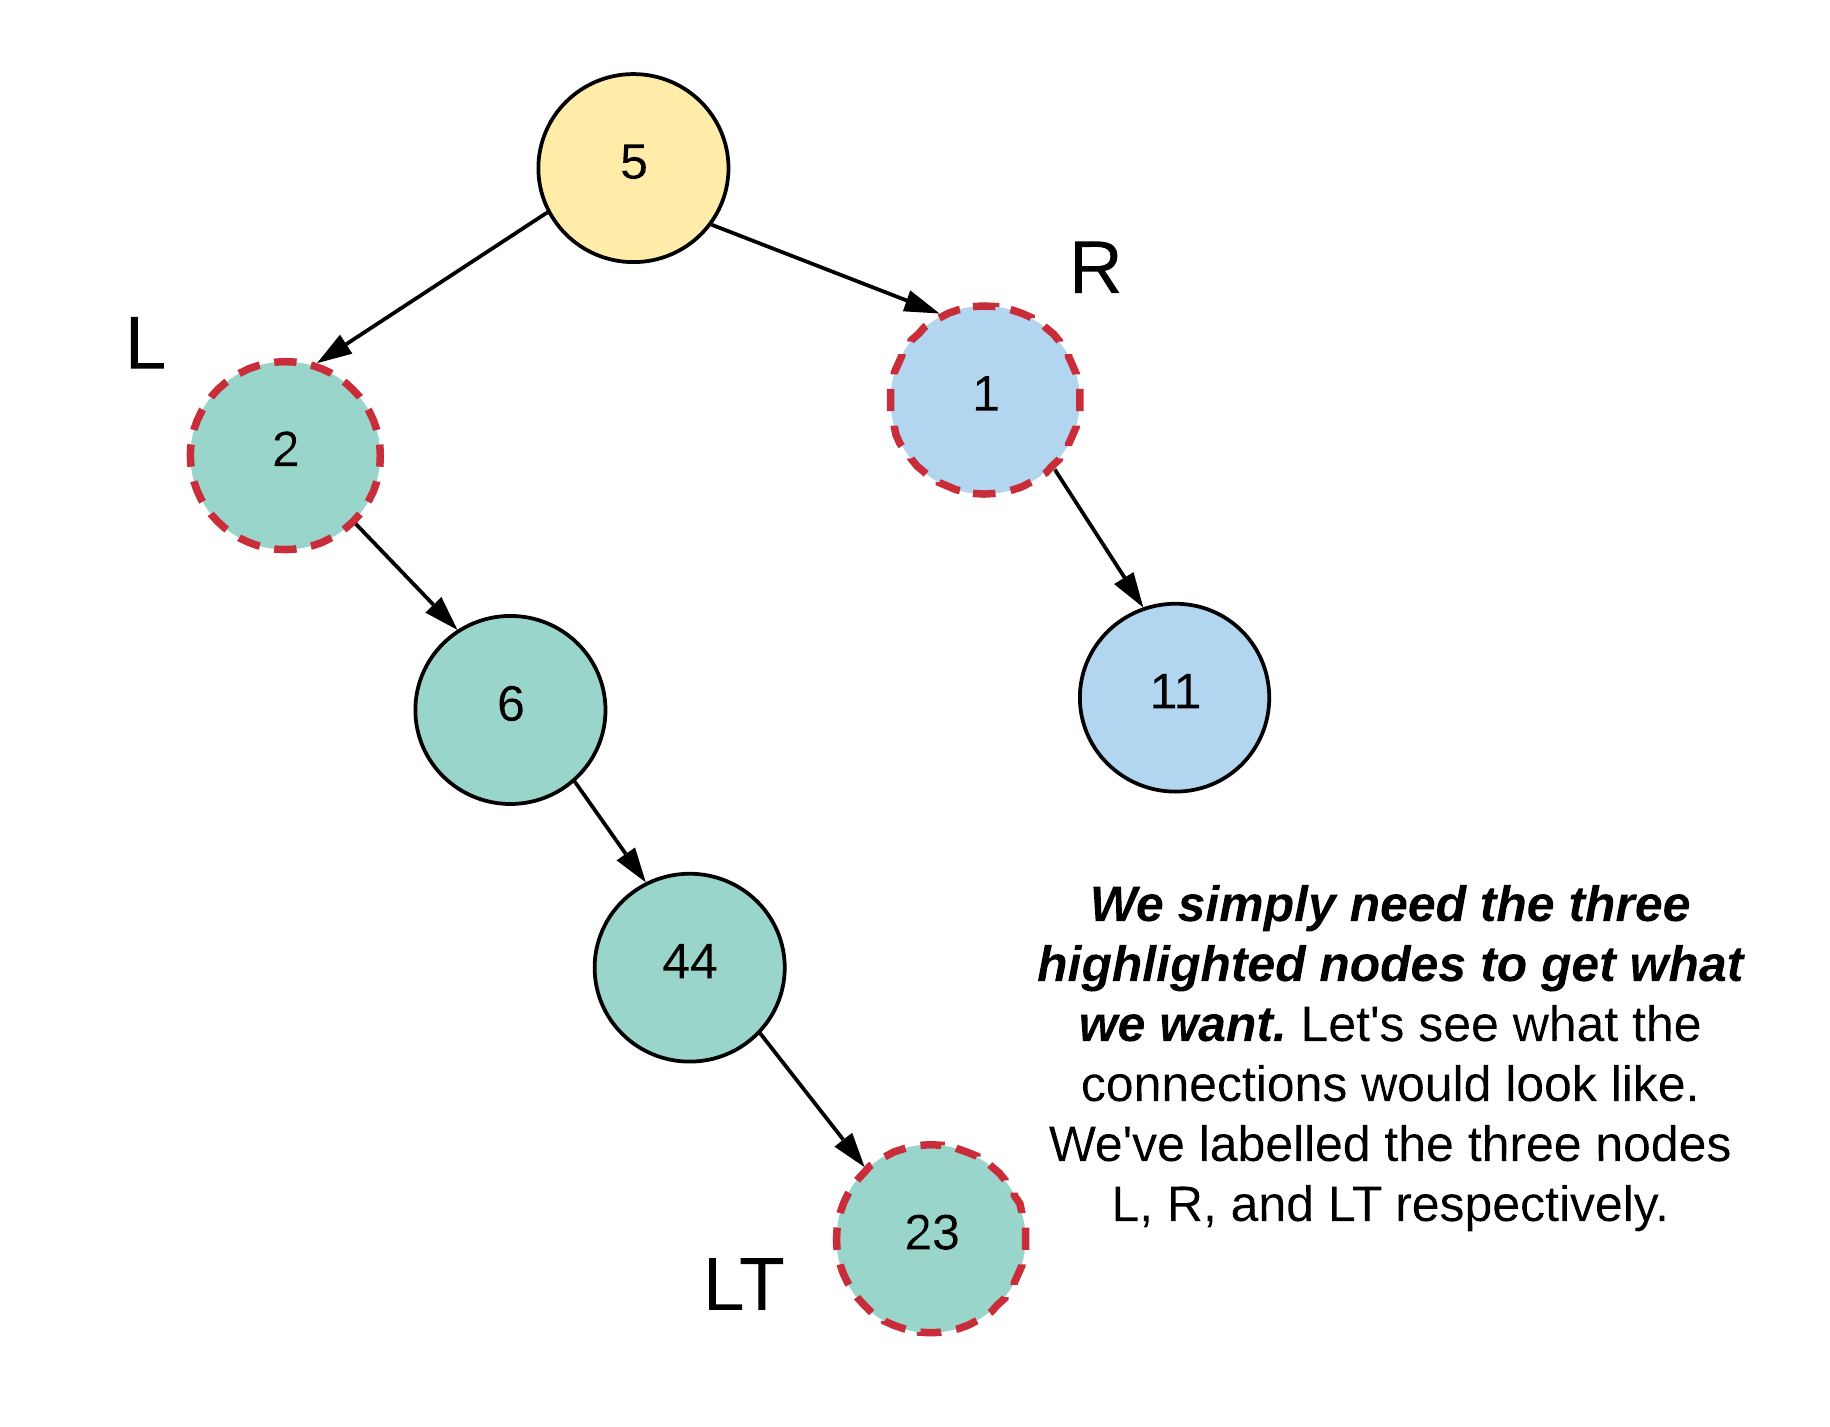 5
R
L
1
2
11
6
44
We simply need the three
highlighted nodes to get what
we want. Let's see what the
connections would look like.
We've labelled the three nodes
L, R, and LT respectively.
23
LT